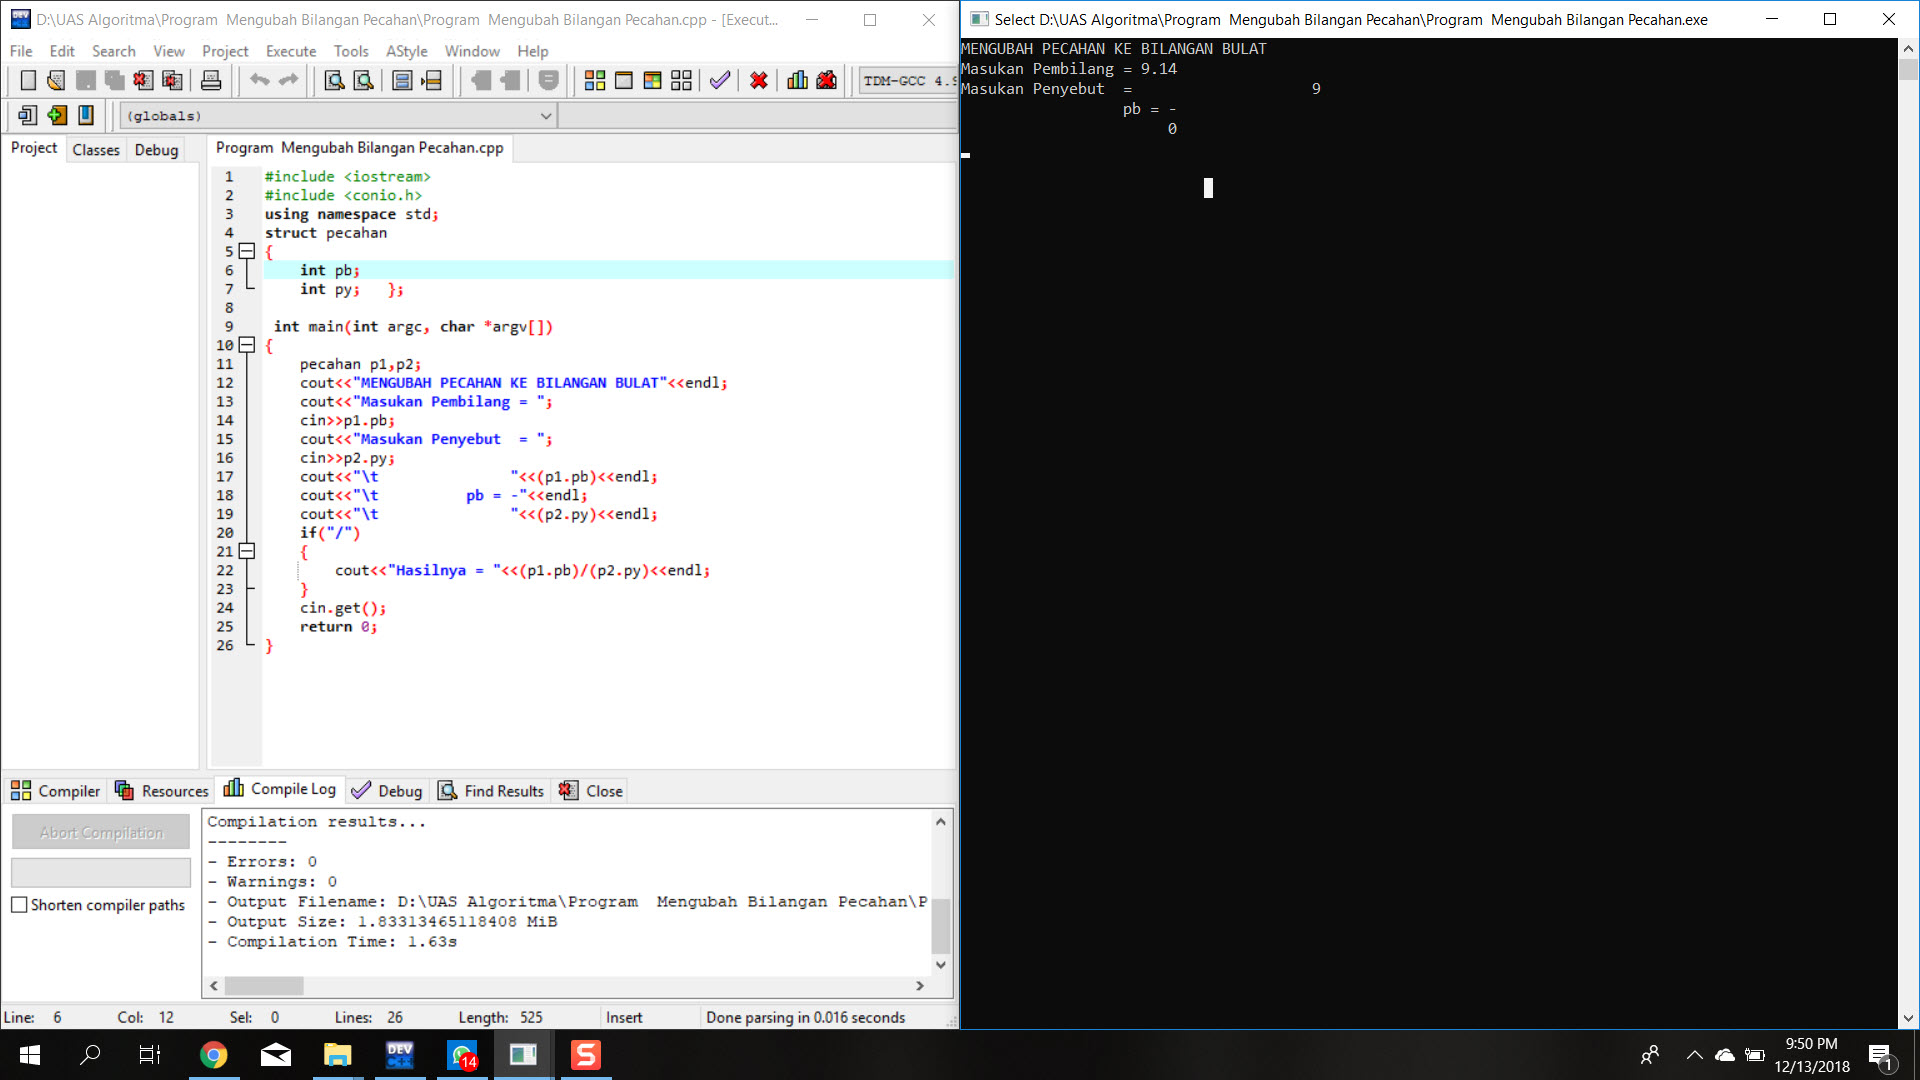 D:\UAS Algoritma\Program  Mengubah Bilangan Pecahan\Program  Mengubah Bilangan Pecahan.cpp - [Execut...
File Edit Search View Project Execute Tools AStyle Window Help
TDM-GCC 4.9
(globals)
Project Classes Debug
Program  Mengubah Bilangan Pecahan.cpp
1 #include <iostream>
2 #include <conio.h>
3 using namespace std;
4 struct pecahan
5 {
6     int pb;
7     int py;   };
8
9  int main(int argc, char *argv[])
10 {
11     pecahan p1,p2;
12     cout<<"MENGUBAH PECAHAN KE BILANGAN BULAT"<<endl;
13     cout<<"Masukan Pembilang = ";
14     cin>>p1.pb;
15     cout<<"Masukan Penyebut  = ";
16     cin>>p2.py;
17     cout<<"\t               "<<(p1.pb)<<endl;
18     cout<<"\t          pb = -"<<endl;
19     cout<<"\t               "<<(p2.py)<<endl;
20     if("/")
21     {
22         cout<<"Hasilnya = "<<(p1.pb)/(p2.py)<<endl;
23     }
24     cin.get();
25     return 0;
26 }
Compiler Resources Compile Log Debug Find Results Close
Abort Compilation
Shorten compiler paths
Compilation results...
--------
- Errors: 0
- Warnings: 0
- Output Filename: D:\UAS Algoritma\Program  Mengubah Bilangan Pecahan\P
- Output Size: 1.83313465118408 MiB
- Compilation Time: 1.63s
Line: 6 Col: 12 Sel: 0 Lines: 26 Length: 525 Insert Done parsing in 0.016 seconds
Select D:\UAS Algoritma\Program  Mengubah Bilangan Pecahan\Program  Mengubah Bilangan Pecahan.exe
MENGUBAH PECAHAN KE BILANGAN BULAT
Masukan Pembilang = 9.14
Masukan Penyebut  =                    9
                  pb = -
                       0
DEV C++
14
S
9:50 PM
12/13/2018
1